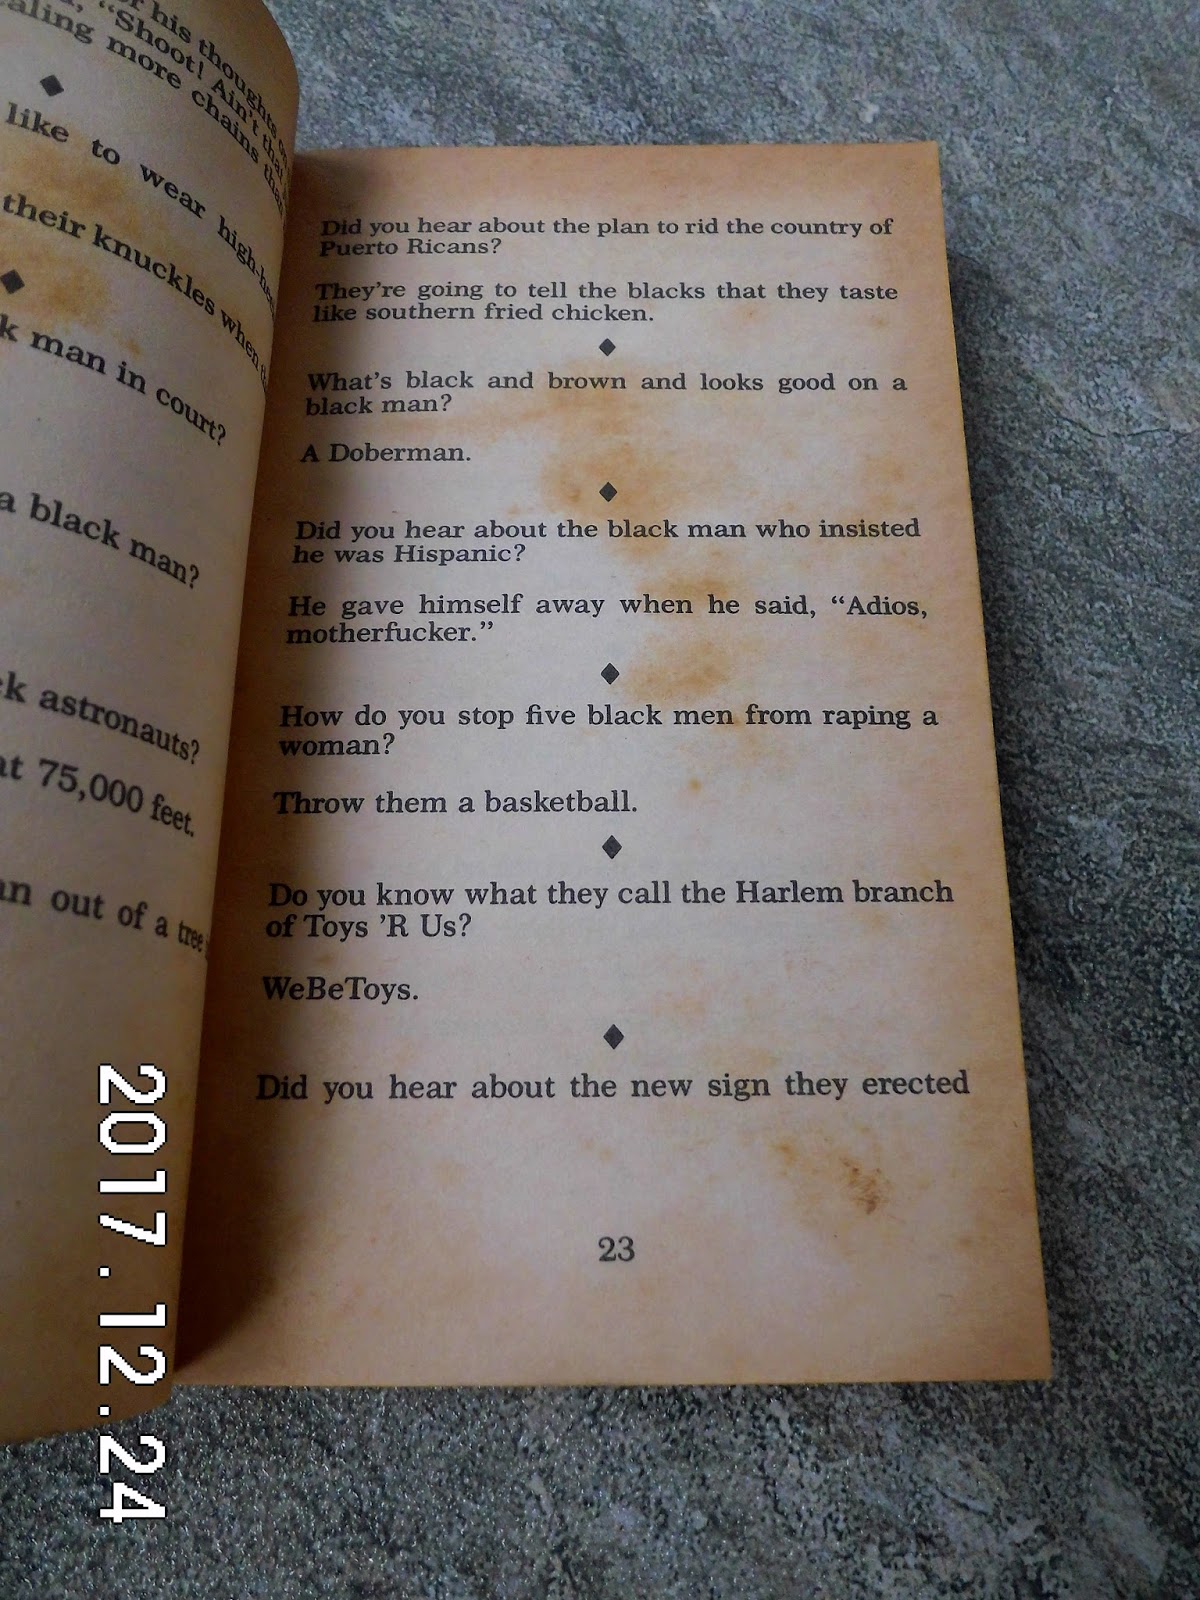 his thoughts
"Shoot! Ain't that
more chains than
like to wear
their knuckles when
man in court?
a black man?
astronauts?
at 75,000 feet.
out of a tree
Did you hear about the plan to rid the country of
Puerto Ricans?
They're going to tell the blacks that they taste
like southern fried chicken.
What's black and brown and looks good on a
black man?
A Doberman.
Did you hear about the black man who insisted
he was Hispanic?
He gave himself away when he said, "Adios,
motherfucker."
How do you stop five black men from raping a
woman?
Throw them a basketball.
Do you know what they call the Harlem branch
of Toys 'R Us?
WeBeToys.
Did you hear about the new sign they erected
23
2017.12.24